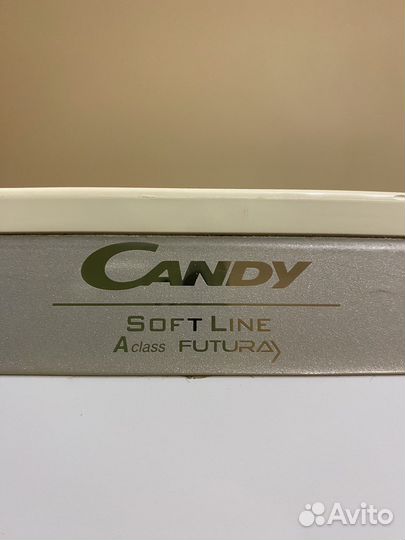 CANDY
SOFT LINE
A class FUTURA
Avito